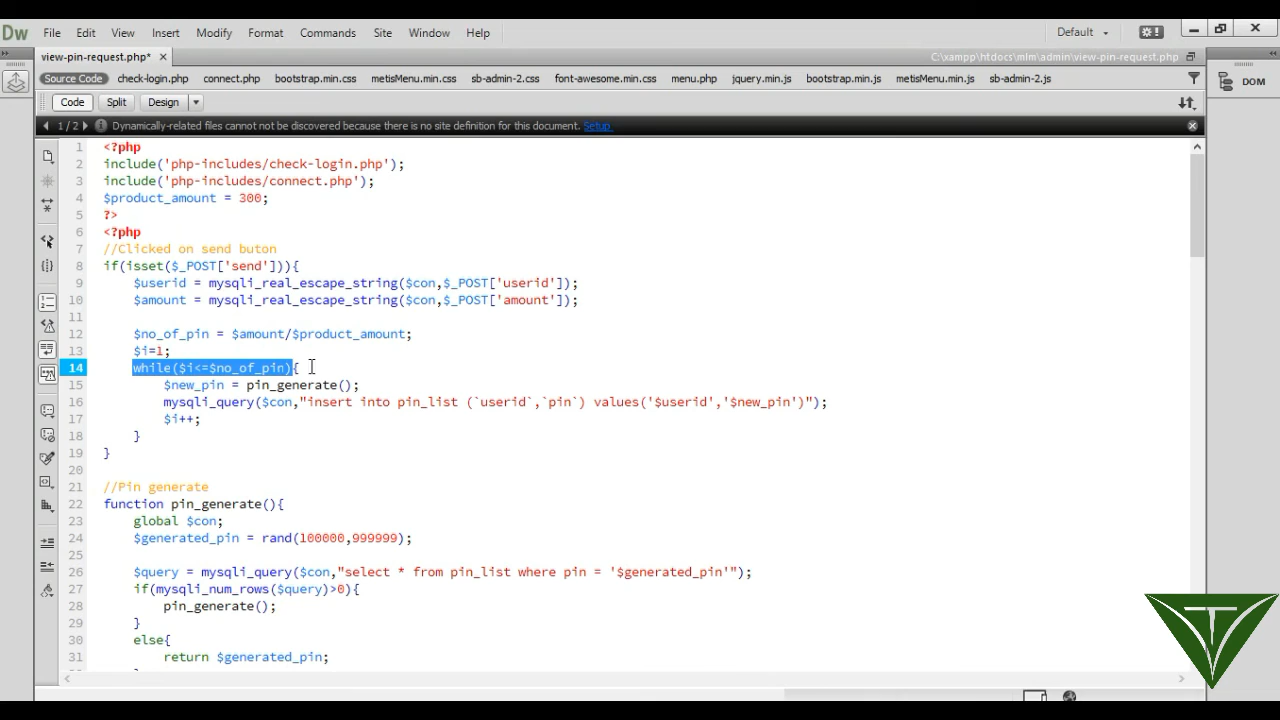 Dw File Edit View Insert Modify Format Commands Site Window Help Default
view-pin-request.php* C:\xampp\htdocs\mlm\admin\view-pin-request.php
Source Code check-login.php connect.php bootstrap.min.css metisMenu.min.css sb-admin-2.css font-awesome.min.css menu.php jquery.min.js bootstrap.min.js metisMenu.min.js sb-admin-2.js
DOM
Code Split Design
1 / 2 Dynamically-related files cannot not be discovered because there is no site definition for this document. Setup
1 <?php
2 include('php-includes/check-login.php');
3 include('php-includes/connect.php');
4 $product_amount = 300;
5 ?>
6 <?php
7 //Clicked on send buton
8 if(isset($_POST['send'])){
9 $userid = mysqli_real_escape_string($con,$_POST['userid']);
10 $amount = mysqli_real_escape_string($con,$_POST['amount']);
11
12 $no_of_pin = $amount/$product_amount;
13 $i=1;
14 while($i<=$no_of_pin){
15 $new_pin = pin_generate();
16 mysqli_query($con,"insert into pin_list (`userid`,`pin`) values('$userid','$new_pin')");
17 $i++;
18 }
19 }
20
21 //Pin generate
22 function pin_generate(){
23 global $con;
24 $generated_pin = rand(100000,999999);
25
26 $query = mysqli_query($con,"select * from pin_list where pin = '$generated_pin'");
27 if(mysqli_num_rows($query)>0){
28 pin_generate();
29 }
30 else{
31 return $generated_pin;